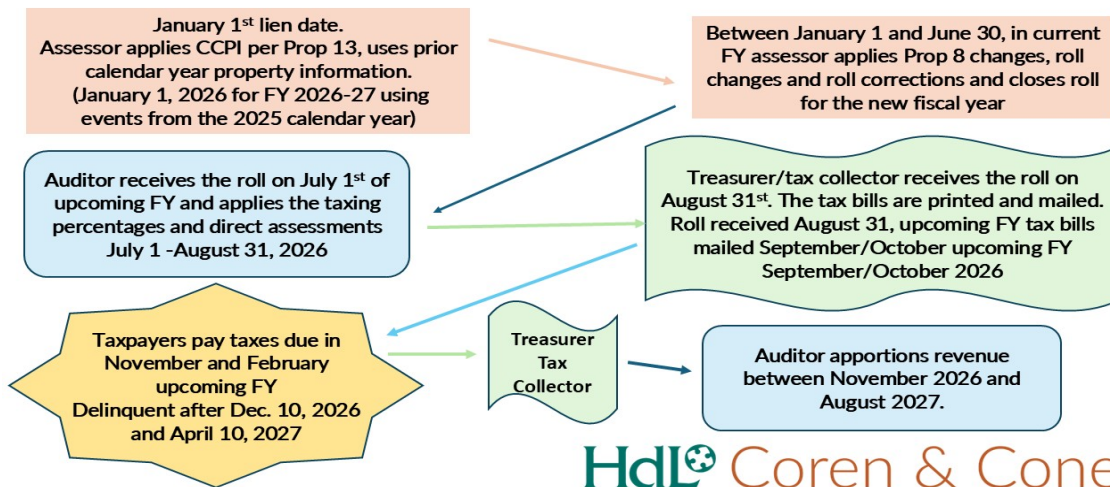 January 1st lien date.
Assessor applies CCPI per Prop 13, uses prior
calendar year property information.
(January 1, 2026 for FY 2026-27 using
events from the 2025 calendar year)
Between January 1 and June 30, in current
FY assessor applies Prop 8 changes, roll
changes and roll corrections and closes roll
for the new fiscal year
Auditor receives the roll on July 1st of
upcoming FY and applies the taxing
percentages and direct assessments
July 1 -August 31, 2026
Treasurer/tax collector receives the roll on
August 31st. The tax bills are printed and mailed.
Roll received August 31, upcoming FY tax bills
mailed September/October upcoming FY
September/October 2026
Taxpayers pay taxes due in
November and February
upcoming FY
Delinquent after Dec. 10, 2026
and April 10, 2027
Treasurer
Tax
Collector
Auditor apportions revenue
between November 2026 and
August 2027.
HdL Coren & Cone